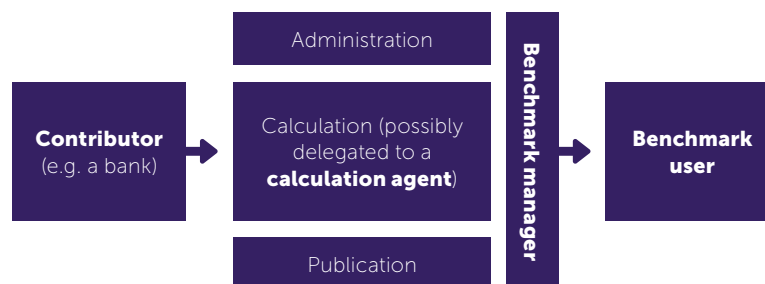 Administration
Contributor
(e.g. a bank)
Calculation (possibly
delegated to a
calculation agent)
Publication
Benchmark manager
Benchmark
user